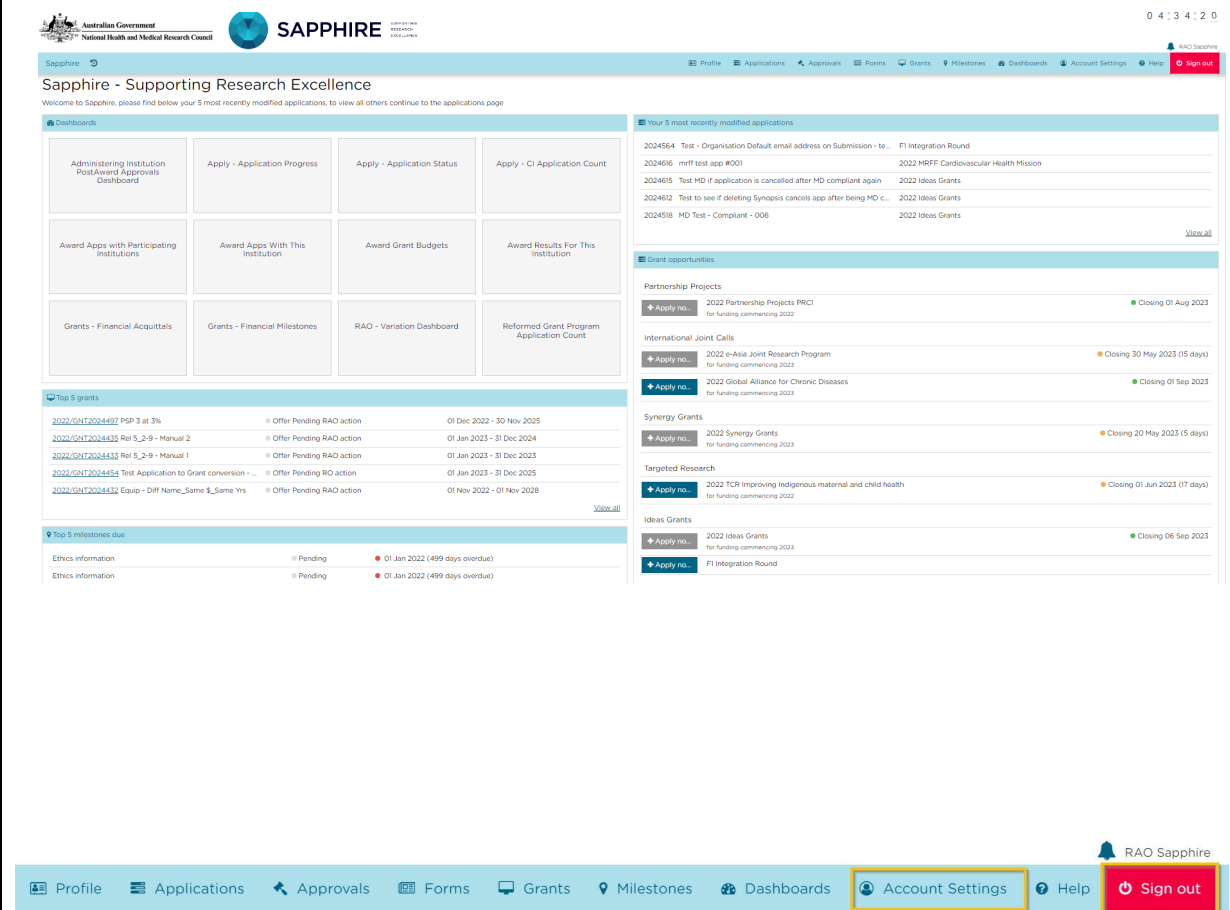 04:34:20
Australian Government
National Health and Medical Research Council
SAPPHIRE
SUPPORTING
RESEARCH
EXCELLENCE
RAO Sapphire
Sapphire
Profile Applications Approvals Forms Grants Milestones Dashboards Account Settings Help Sign out
Sapphire - Supporting Research Excellence
Welcome to Sapphire, please find below your 5 most recently modified applications, to view all others continue to the applications page
Dashboards
Administering Institution
PostAward Approvals
Dashboard
Apply - Application Progress
Apply - Application Status
Apply - CI Application Count
Award Apps with Participating
Institutions
Award Apps With This
Institution
Award Grant Budgets
Award Results For This
Institution
Grants - Financial Acquittals
Grants - Financial Milestones
RAO - Variation Dashboard
Reformed Grant Program
Application Count
Top 5 grants
2022/GNT2024497 PSP 3 at 3% Offer Pending RAO action 01 Dec 2022 - 30 Nov 2025
2022/GNT2024435 Rel 5_2-9 - Manual 2 Offer Pending RAO action 01 Jan 2023 - 31 Dec 2024
2022/GNT2024433 Rel 5_2-9 - Manual 1 Offer Pending RAO action 01 Jan 2023 - 31 Dec 2023
2022/GNT2024454 Test Application to Grant conversion - ... Offer Pending RO action 01 Jan 2023 - 31 Dec 2025
2022/GNT2024432 Equip - Diff Name_Same $_Same Yrs Offer Pending RAO action 01 Nov 2022 - 01 Nov 2028
View all
Top 5 milestones due
Ethics information Pending 01 Jan 2022 (499 days overdue)
Ethics information Pending 01 Jan 2022 (499 days overdue)
Your 5 most recently modified applications
2024564 Test - Organisation Default email address on Submission - te... F1 Integration Round
2024616 mrff test app #001 2022 MRFF Cardiovascular Health Mission
2024615 Test MD if application is cancelled after MD compliant again 2022 Ideas Grants
2024612 Test to see if deleting Synopsis cancels app after being MD c... 2022 Ideas Grants
2024518 MD Test - Compliant - 006 2022 Ideas Grants
View all
Grant opportunities
Partnership Projects
+ Apply no... 2022 Partnership Projects PRC1 Closing 01 Aug 2023
for funding commencing 2022
International Joint Calls
+ Apply no... 2022 e-Asia Joint Research Program Closing 30 May 2023 (15 days)
for funding commencing 2023
+ Apply no... 2022 Global Alliance for Chronic Diseases Closing 01 Sep 2023
for funding commencing 2023
Synergy Grants
+ Apply no... 2022 Synergy Grants Closing 20 May 2023 (5 days)
for funding commencing 2023
Targeted Research
+ Apply no... 2022 TCR Improving Indigenous maternal and child health Closing 01 Jun 2023 (17 days)
for funding commencing 2022
Ideas Grants
+ Apply no... 2022 Ideas Grants Closing 06 Sep 2023
for funding commencing 2023
+ Apply no... F1 Integration Round
RAO Sapphire
Profile Applications Approvals Forms Grants Milestones Dashboards Account Settings Help Sign out